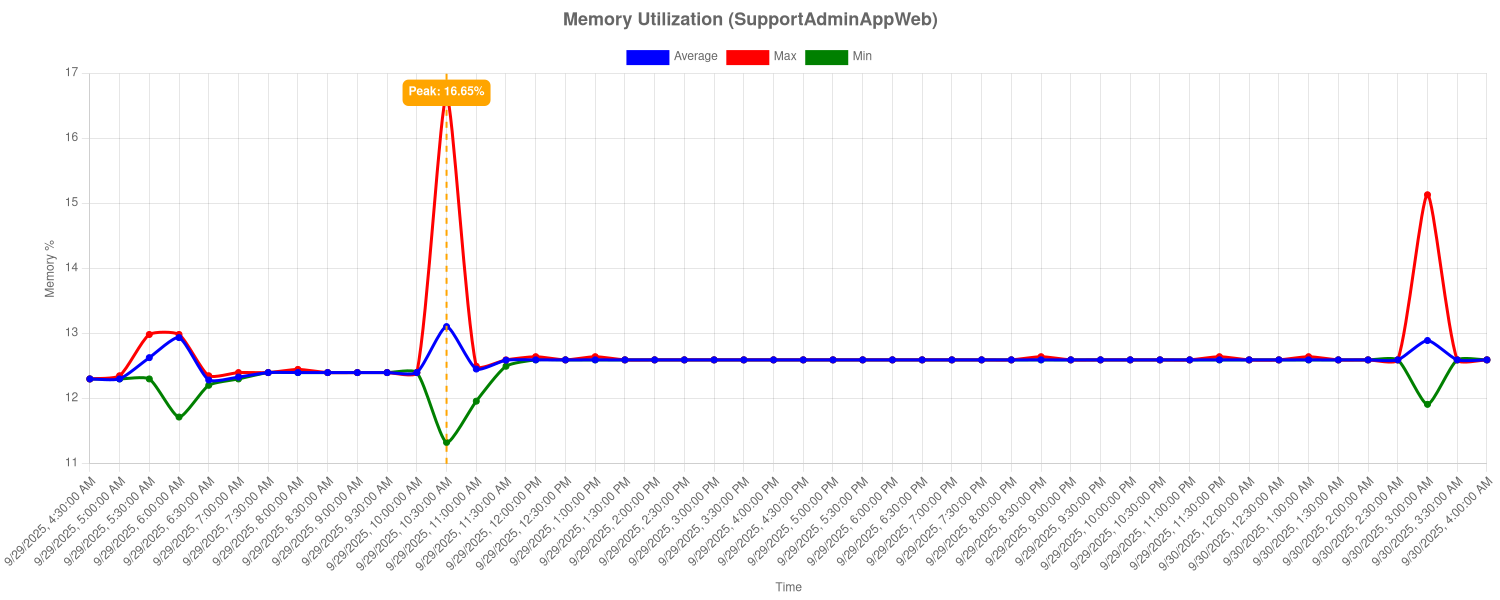 Memory Utilization (SupportAdminAppWeb)
Average Max Min
Peak: 16.65%
17
16
15
14
13
12
11
Memory %
9/29/2025, 4:30:00 AM
9/29/2025, 5:00:00 AM
9/29/2025, 5:30:00 AM
9/29/2025, 6:00:00 AM
9/29/2025, 6:30:00 AM
9/29/2025, 7:00:00 AM
9/29/2025, 7:30:00 AM
9/29/2025, 8:00:00 AM
9/29/2025, 8:30:00 AM
9/29/2025, 9:00:00 AM
9/29/2025, 9:30:00 AM
9/29/2025, 10:00:00 AM
9/29/2025, 10:30:00 AM
9/29/2025, 11:00:00 AM
9/29/2025, 11:30:00 AM
9/29/2025, 12:00:00 PM
9/29/2025, 12:30:00 PM
9/29/2025, 1:00:00 PM
9/29/2025, 1:30:00 PM
9/29/2025, 2:00:00 PM
9/29/2025, 2:30:00 PM
9/29/2025, 3:00:00 PM
9/29/2025, 3:30:00 PM
9/29/2025, 4:00:00 PM
9/29/2025, 4:30:00 PM
9/29/2025, 5:00:00 PM
9/29/2025, 5:30:00 PM
9/29/2025, 6:00:00 PM
9/29/2025, 6:30:00 PM
9/29/2025, 7:00:00 PM
9/29/2025, 7:30:00 PM
9/29/2025, 8:00:00 PM
9/29/2025, 8:30:00 PM
9/29/2025, 9:00:00 PM
9/29/2025, 9:30:00 PM
9/29/2025, 10:00:00 PM
9/29/2025, 10:30:00 PM
9/29/2025, 11:00:00 PM
9/29/2025, 11:30:00 PM
9/30/2025, 12:00:00 AM
9/30/2025, 12:30:00 AM
9/30/2025, 1:00:00 AM
9/30/2025, 1:30:00 AM
9/30/2025, 2:00:00 AM
9/30/2025, 2:30:00 AM
9/30/2025, 3:00:00 AM
9/30/2025, 3:30:00 AM
9/30/2025, 4:00:00 AM
Time